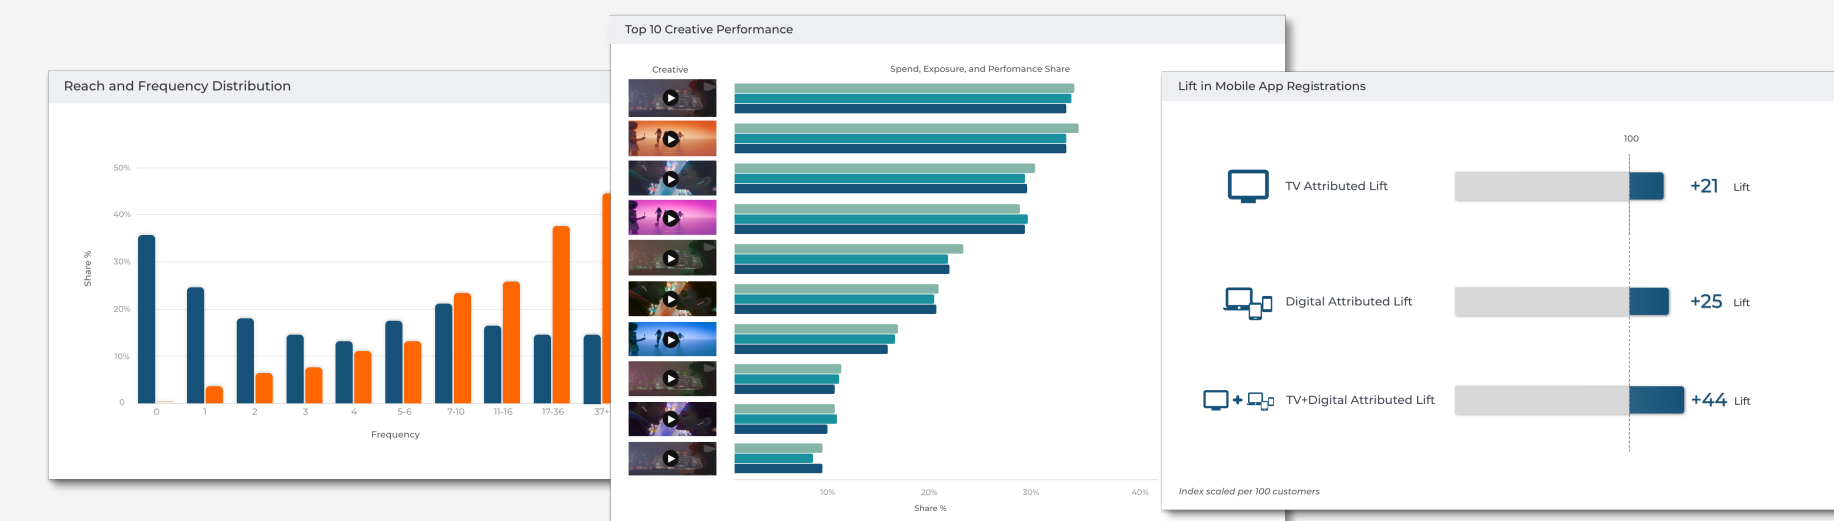 Top 10 Creative Performance
Creative
Spend, Exposure, and Perfomance Share
10%
20%
30%
40%
Share %
Reach and Frequency Distribution
50%
40%
30%
20%
10%
0
Share %
0
1
2
3
4
5-6
7-10
11-16
17-36
37+
Frequency
Lift in Mobile App Registrations
100
TV Attributed Lift
+21 Lift
Digital Attributed Lift
+25 Lift
TV+Digital Attributed Lift
+44 Lift
Index scaled per 100 customers